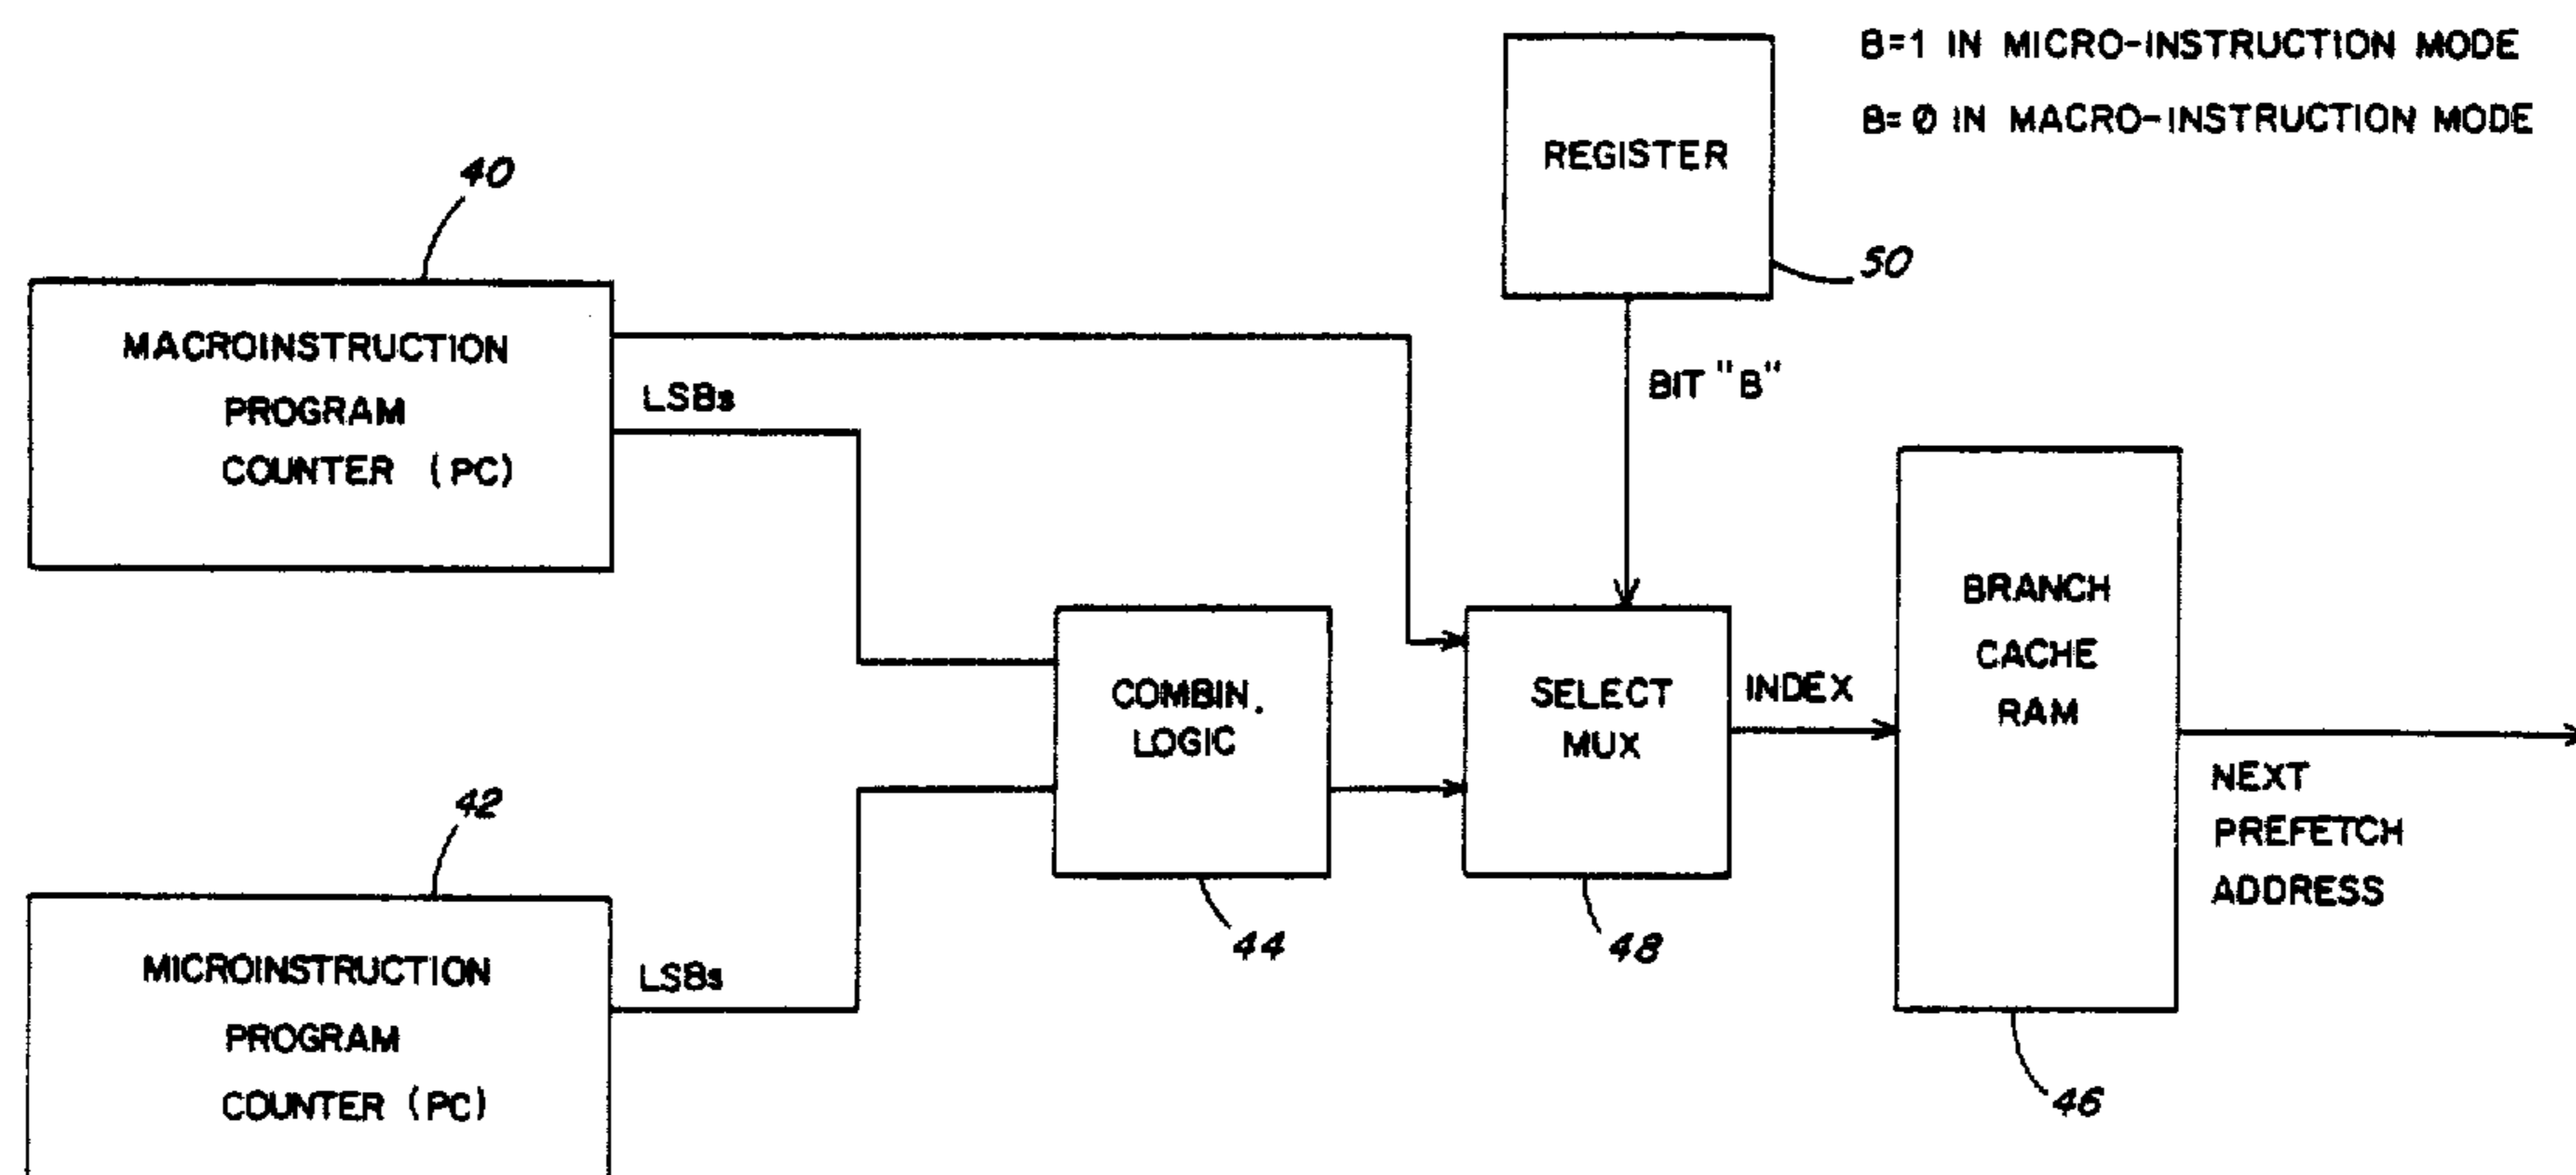 B=1 IN MICRO-INSTRUCTION MODE
B=0 IN MACRO-INSTRUCTION MODE
REGISTER
50
BIT "B"
40
MACROINSTRUCTION
PROGRAM
COUNTER (PC)
LSBs
42
MICROINSTRUCTION
PROGRAM
COUNTER (PC)
LSBs
COMBIN.
LOGIC
44
SELECT
MUX
48
INDEX
BRANCH
CACHE
RAM
46
NEXT
PREFETCH
ADDRESS